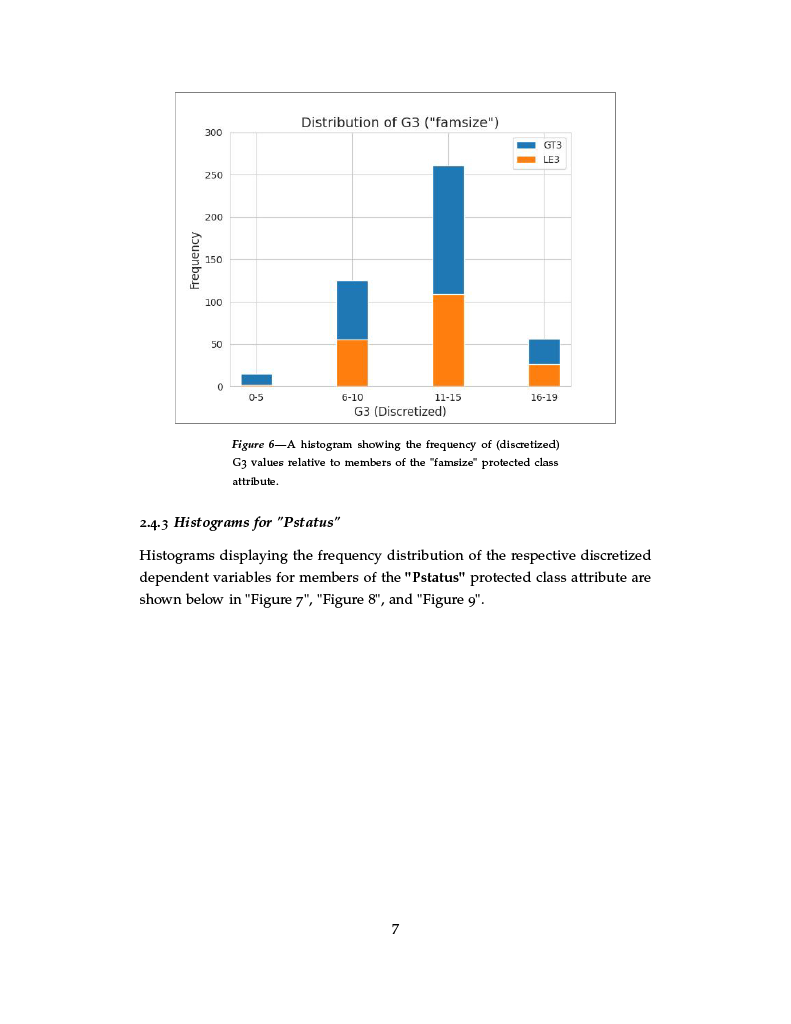 Distribution of G3 ("famsize")
300
250
200
150
100
50
0
Frequency
GT3
LE3
0-5 6-10 11-15 16-19
G3 (Discretized)
Figure 6—A histogram showing the frequency of (discretized)
G3 values relative to members of the "famsize" protected class
attribute.
2.4.3 Histograms for "Pstatus"
Histograms displaying the frequency distribution of the respective discretized
dependent variables for members of the "Pstatus" protected class attribute are
shown below in "Figure 7", "Figure 8", and "Figure 9".
7